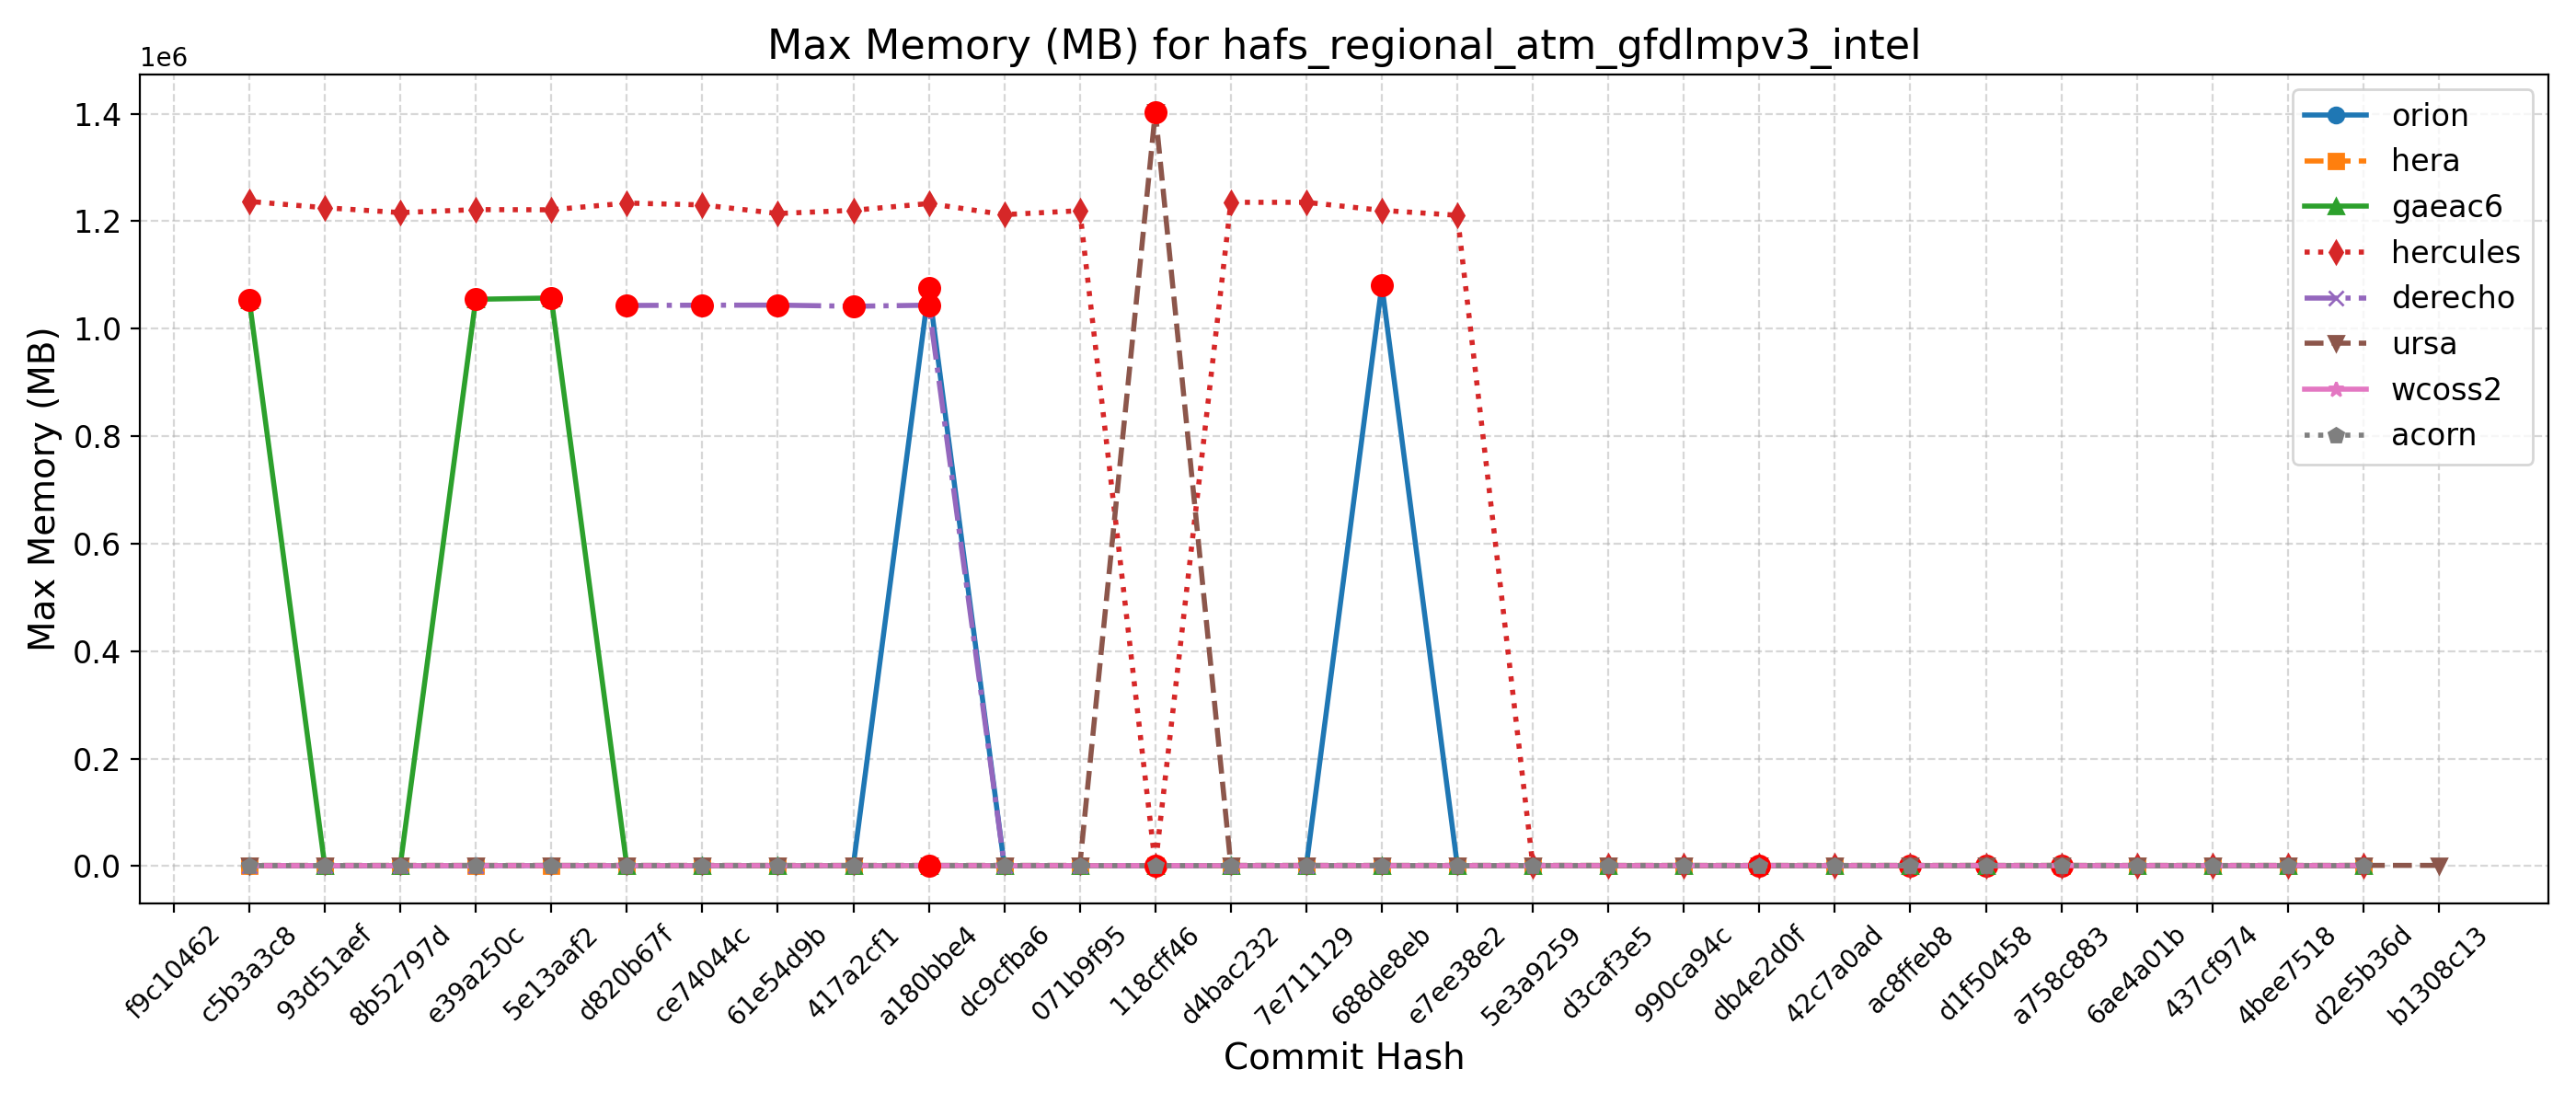 Max Memory (MB) for hafs_regional_atm_gfdlmpv3_intel
1e6
1.4
1.2
1.0
0.8
0.6
0.4
0.2
0.0
Max Memory (MB)
orion
hera
gaeac6
hercules
derecho
ursa
wcoss2
acorn
f9c10462
c5b3a3c8
93d51aef
8b52797d
e39a250c
5e13aaf2
d820b67f
ce74044c
61e54d9b
417a2cf1
a180bbe4
dc9cfba6
071b9f95
118cff46
d4bac232
7e711129
688de8eb
e7ee38e2
5e3a9259
d3caf3e5
990ca94c
db4e2d0f
42c7a0ad
ac8ffeb8
d1f50458
a758c883
6ae4a01b
437cf974
4bee7518
d2e5b36d
b1308c13
Commit Hash